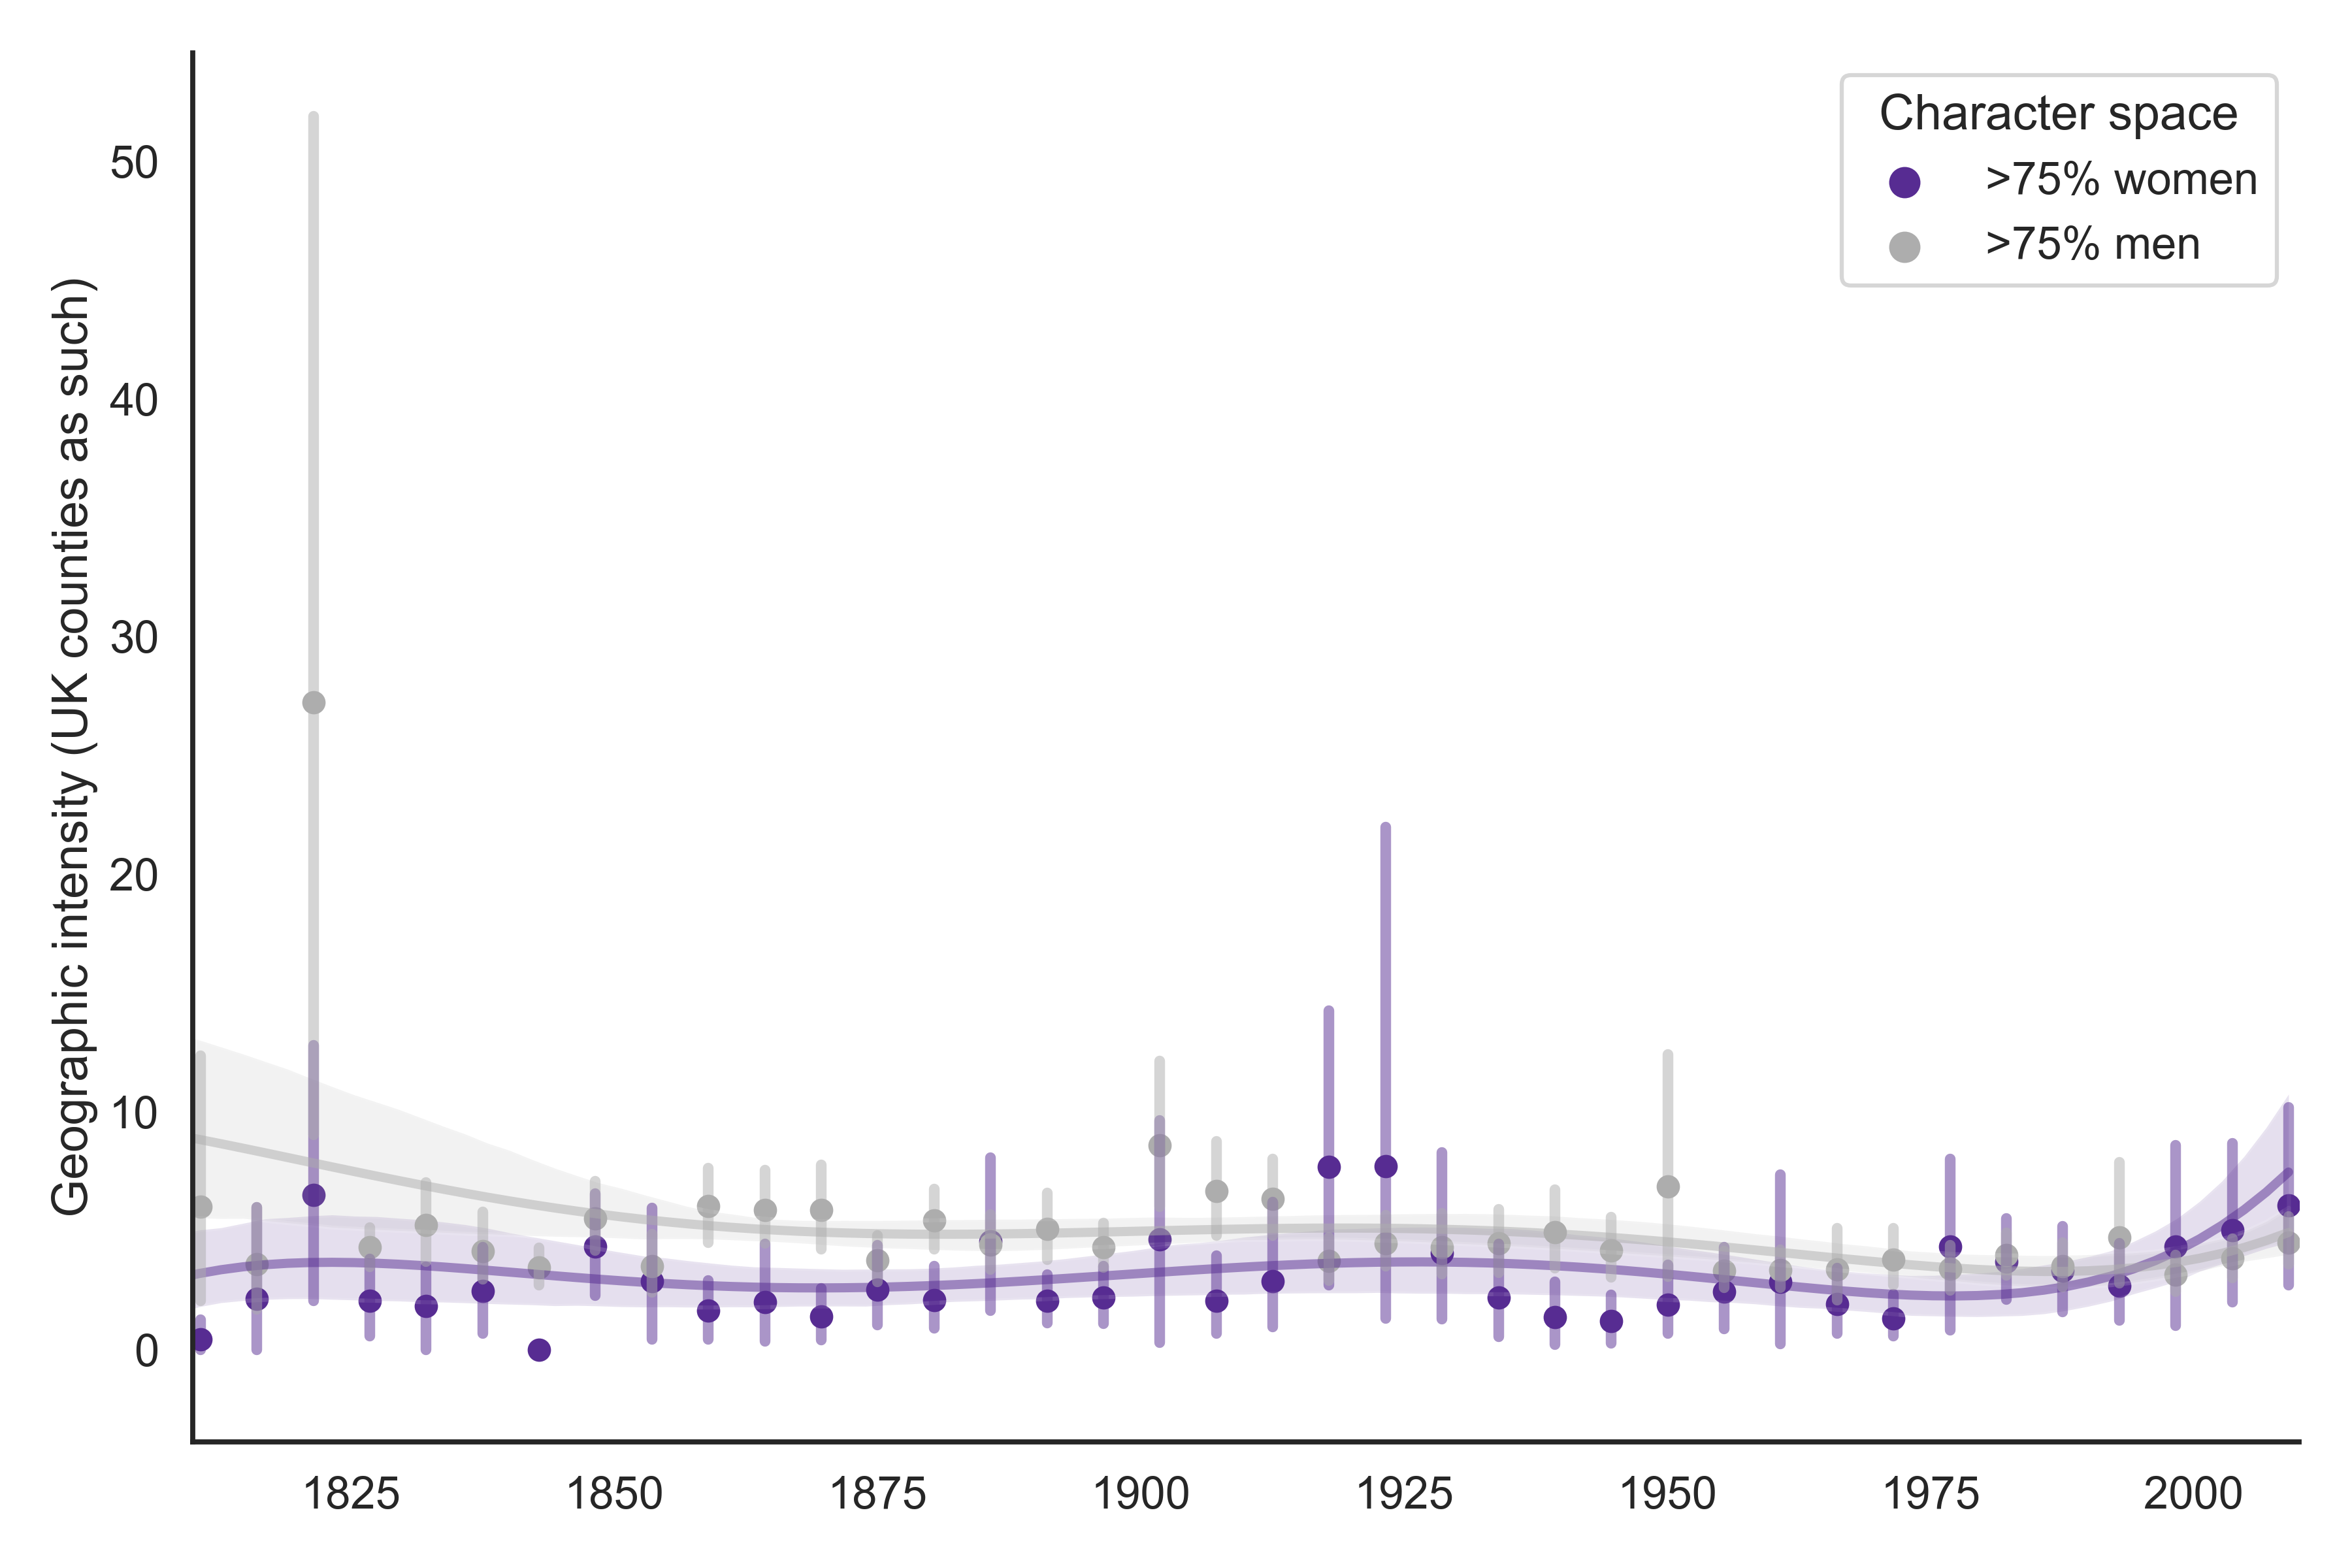 Character space
>75% women
>75% men
Geographic intensity (UK counties as such)
50
40
30
20
10
0
1825 1850 1875 1900 1925 1950 1975 2000